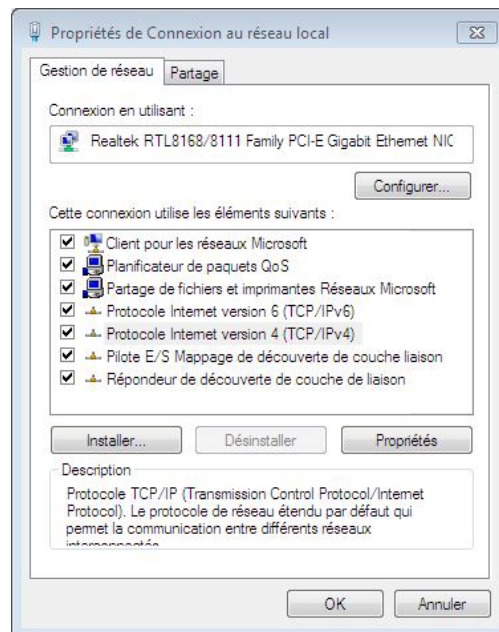 Propriétés de Connexion au réseau local
Gestion de réseau
Partage
Connexion en utilisant :
Realtek RTL8168/8111 Family PCI-E Gigabit Ethernet NIC
Configurer...
Cette connexion utilise les éléments suivants :
Client pour les réseaux Microsoft
Planificateur de paquets QoS
Partage de fichiers et imprimantes Réseaux Microsoft
Protocole Internet version 6 (TCP/IPv6)
Protocole Internet version 4 (TCP/IPv4)
Pilote E/S Mappage de découverte de couche liaison
Répondeur de découverte de couche de liaison
Installer...
Désinstaller
Propriétés
Description
Protocole TCP/IP (Transmission Control Protocol/Internet
Protocol). Le protocole de réseau étendu par défaut qui
permet la communication entre différents réseaux
interconnectés
OK
Annuler